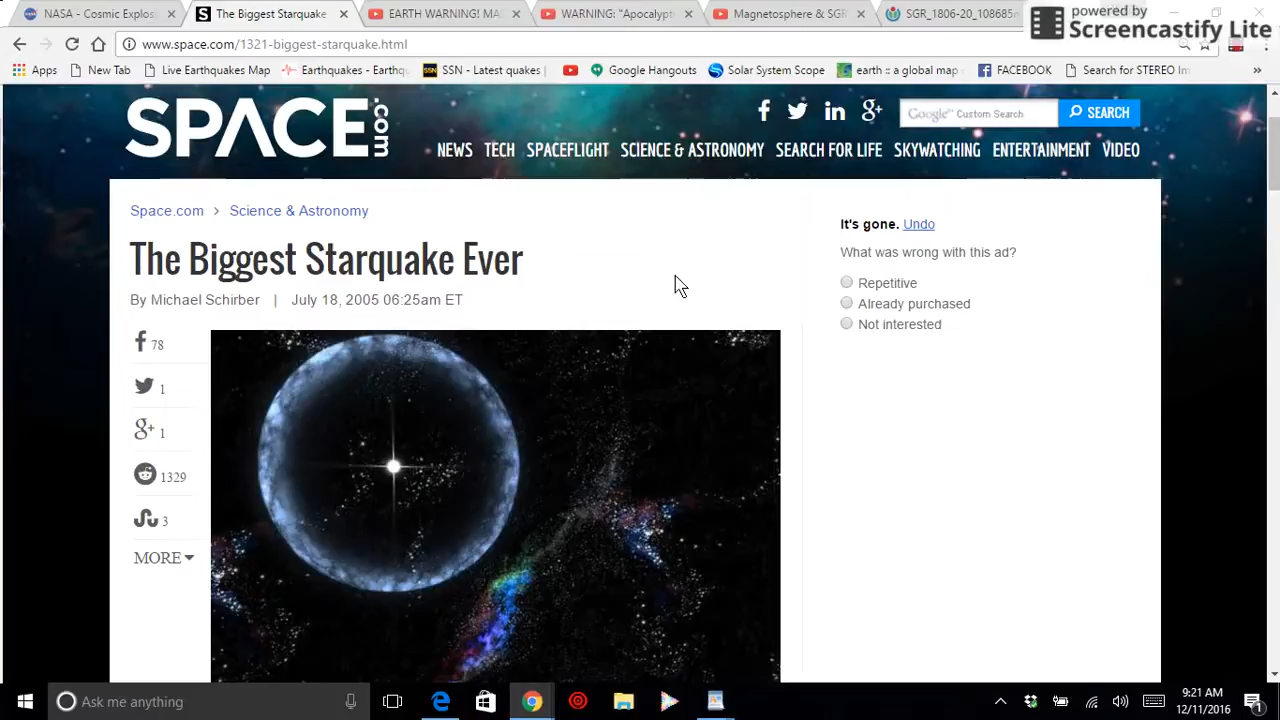 NASA - Cosmic Explos
The Biggest Starquake
EARTH WARNING! MA
WARNING: "Apocalypt
Magnetosphere & SGR
SGR_1806-20_108685
powered by
Screencastify Lite
www.space.com/1321-biggest-starquake.html
Apps
New Tab
Live Earthquakes Map
Earthquakes - Earthqu
SSN
SSN - Latest quakes |
Google Hangouts
Solar System Scope
earth :: a global map
FACEBOOK
Search for STEREO Im
»
SPACE.com
Google Custom Search
SEARCH
NEWS TECH SPACEFLIGHT SCIENCE & ASTRONOMY SEARCH FOR LIFE SKYWATCHING ENTERTAINMENT VIDEO
Space.com > Science & Astronomy
The Biggest Starquake Ever
By Michael Schirber | July 18, 2005 06:25am ET
78
1
1
1329
3
MORE
It's gone. Undo
What was wrong with this ad?
Repetitive
Already purchased
Not interested
Ask me anything
9:21 AM
12/11/2016
1